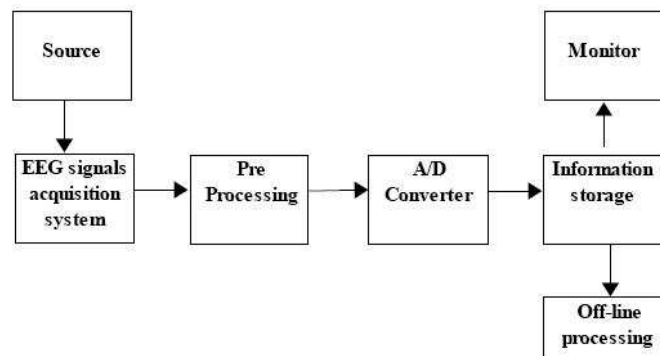 Source
Monitor
EEG signals
acquisition
system
Pre
Processing
A/D
Converter
Information
storage
Off-line
processing